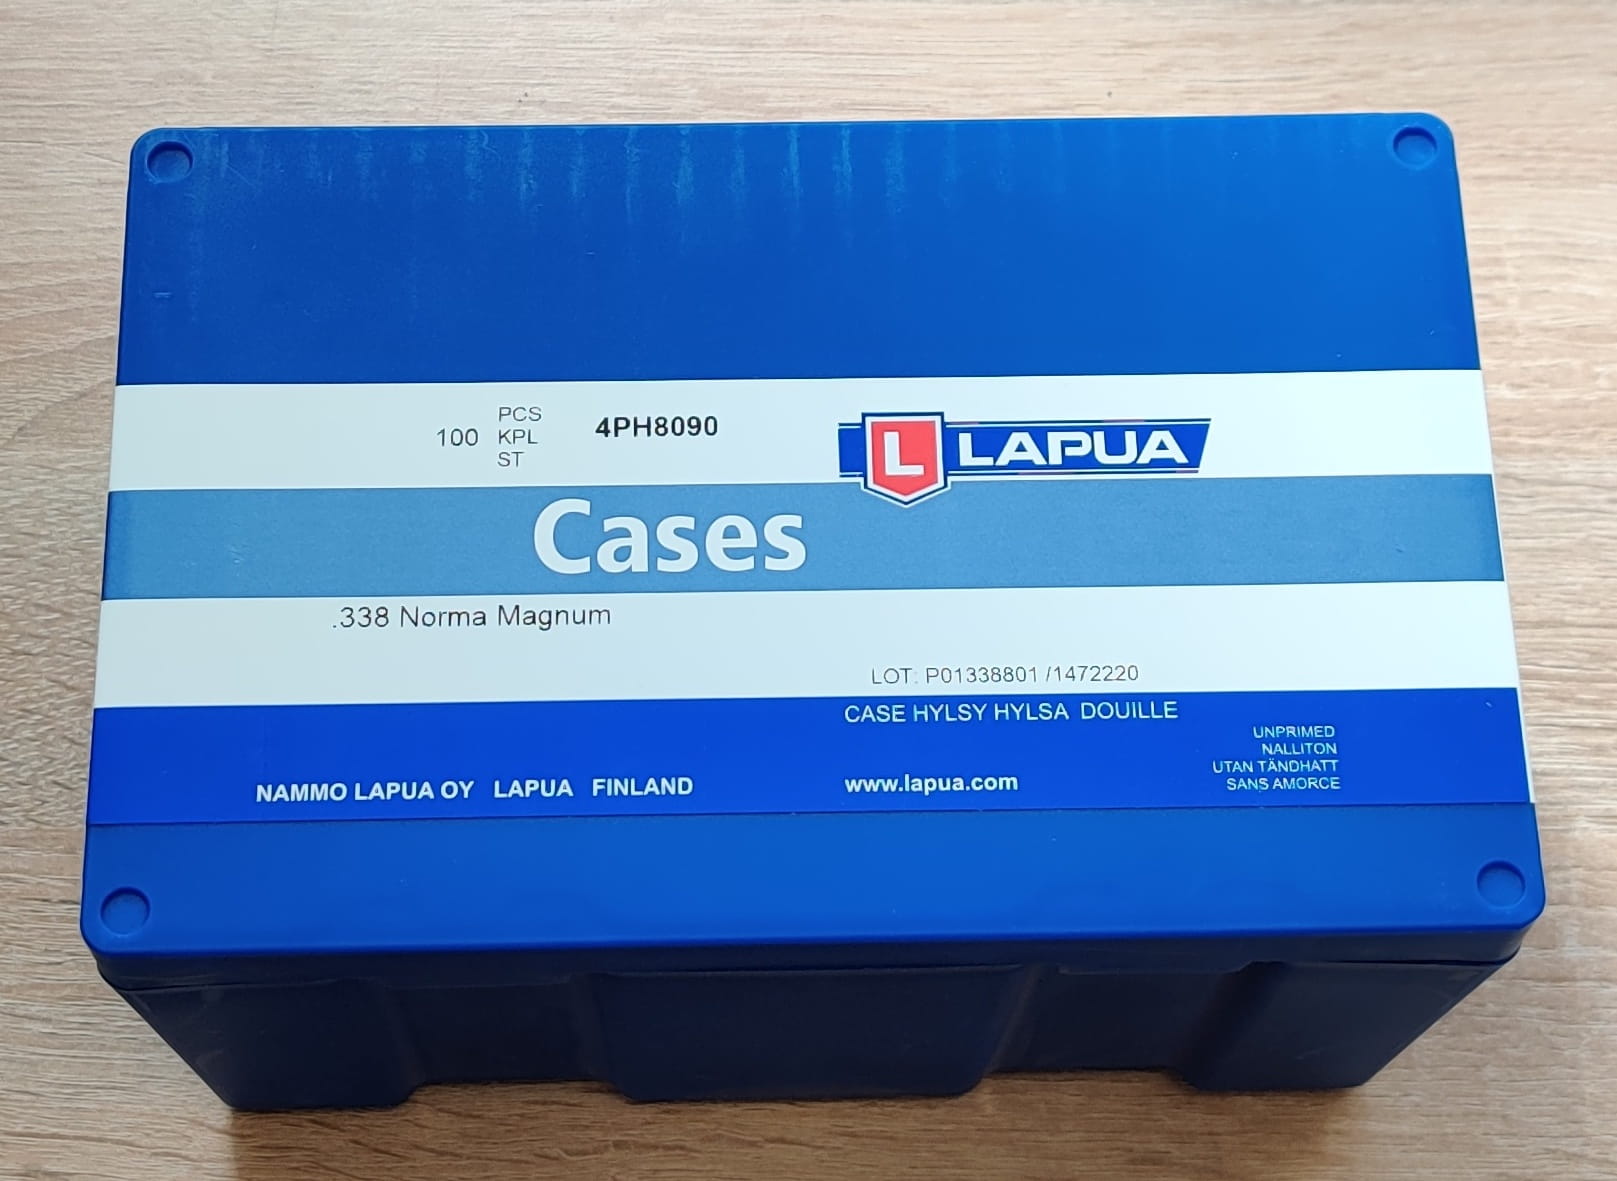 100
PCS
KPL
ST
4PH8090
L LAPUA
Cases
.338 Norma Magnum
LOT: P01338801 /1472220
CASE HYLSY HYLSA DOUILLE
UNPRIMED
NALLITON
UTAN TÄNDHATT
SANS AMORCE
NAMMO LAPUA OY LAPUA FINLAND
www.lapua.com